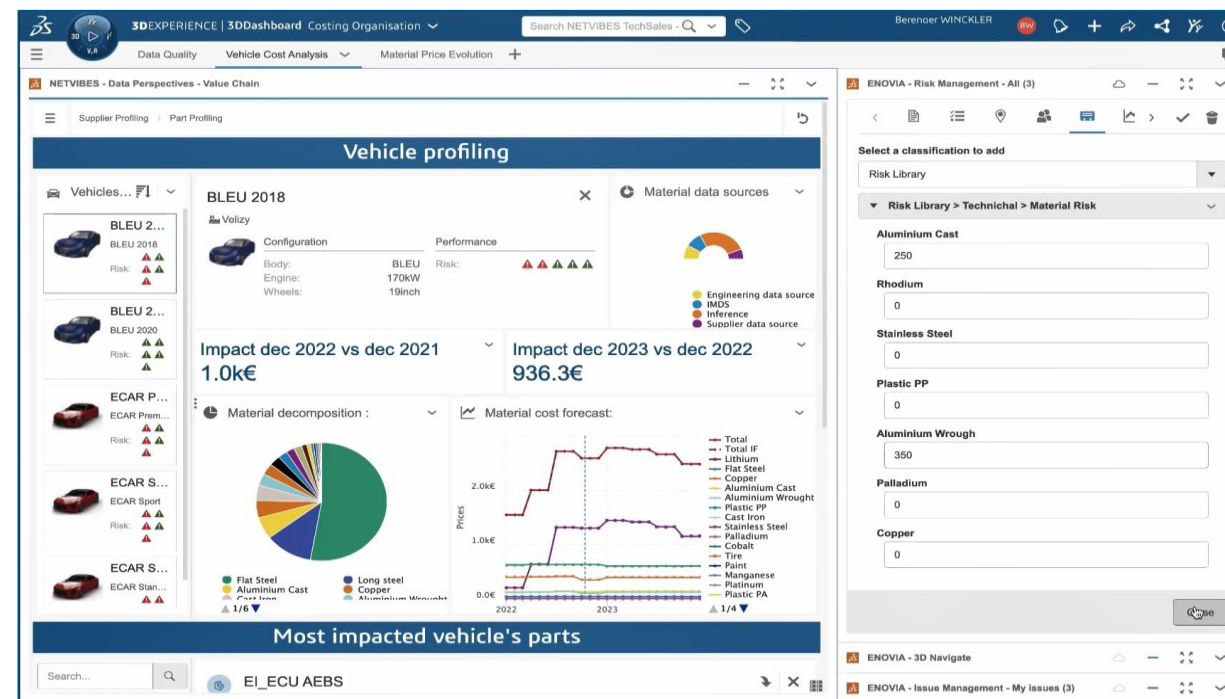 3DEXPERIENCE | 3DDashboard Costing Organisation
Search NETVIBES TechSales -
Berenger WINCKLER
BW
3D
V.R
Data Quality
Vehicle Cost Analysis
Material Price Evolution
NETVIBES - Data Perspectives - Value Chain
Supplier Profiling > Part Profiling
Vehicle profiling
Vehicles...
BLEU 2...
BLEU 2018
Risk:
BLEU 2...
BLEU 2020
Risk:
ECAR P...
ECAR Prem...
Risk:
ECAR S...
ECAR Sport
Risk:
ECAR S...
ECAR Stan...
BLEU 2018
Velizy
Configuration
Body: BLEU
Engine: 170kW
Wheels: 19inch
Performance
Risk:
Material data sources
Engineering data source
IMDS
Inference
Supplier data source
Impact dec 2022 vs dec 2021
1.0k€
Impact dec 2023 vs dec 2022
936.3€
Material decomposition :
Flat Steel
Long steel
Aluminium Cast
Copper
Cast Iron
Aluminium Wrought
1/6
Material cost forecast:
Prices
2.0k€
1.0k€
0.0€
2022
2023
Total
Total IF
Lithium
Flat Steel
Copper
Aluminium Cast
Aluminium Wrought
Plastic PP
Cast Iron
Stainless Steel
Palladium
Cobalt
Tire
Paint
Manganese
Platinum
Plastic PA
1/4
Most impacted vehicle's parts
Search...
EI_ECU AEBS
ENOVIA - Risk Management - All (3)
Select a classification to add
Risk Library
Risk Library > Technichal > Material Risk
Aluminium Cast
250
Rhodium
0
Stainless Steel
0
Plastic PP
0
Aluminium Wrough
350
Palladium
0
Copper
0
ENOVIA - 3D Navigate
ENOVIA - Issue Management - My issues (3)